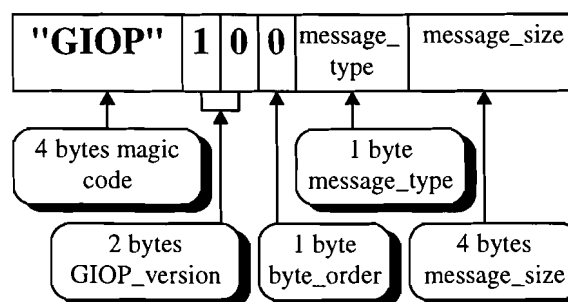 "GIOP" 1 0 0 message_ type message_size
4 bytes magic code
1 byte message_type
2 bytes GIOP_version
1 byte byte_order
4 bytes message_size